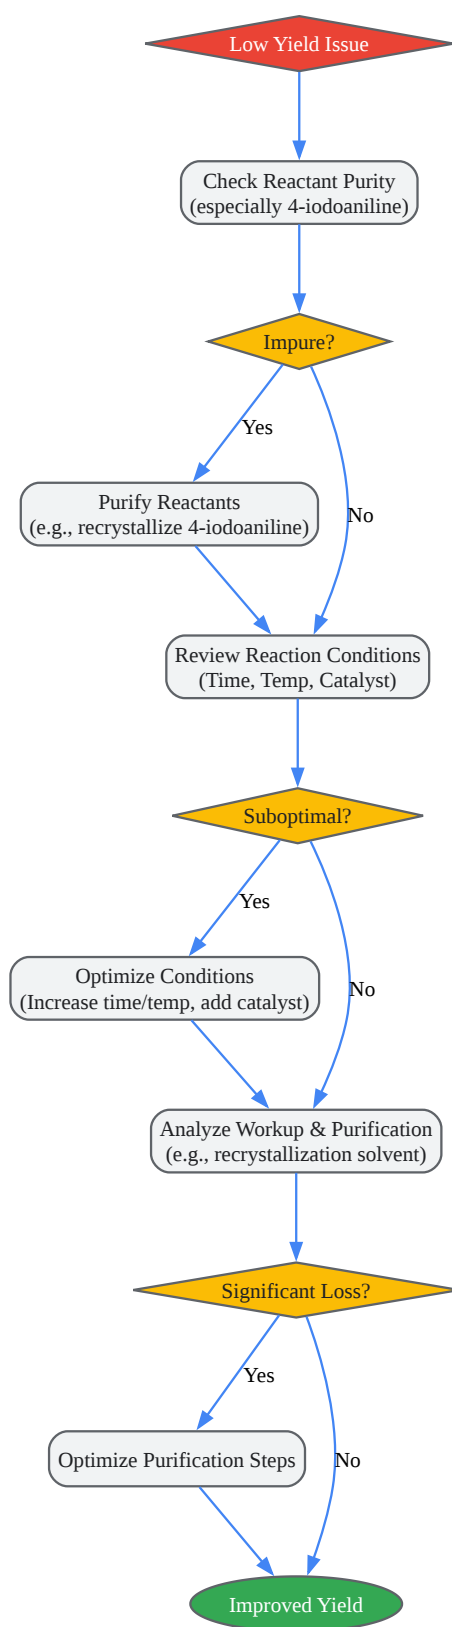 Low Yield Issue
Check Reactant Purity
(especially 4-iodoaniline)
Impure?
Yes
Purify Reactants
(e.g., recrystallize 4-iodoaniline)
No
Review Reaction Conditions
(Time, Temp, Catalyst)
Suboptimal?
Yes
Optimize Conditions
(Increase time/temp, add catalyst)
No
Analyze Workup & Purification
(e.g., recrystallization solvent)
Significant Loss?
Yes
Optimize Purification Steps
No
Improved Yield